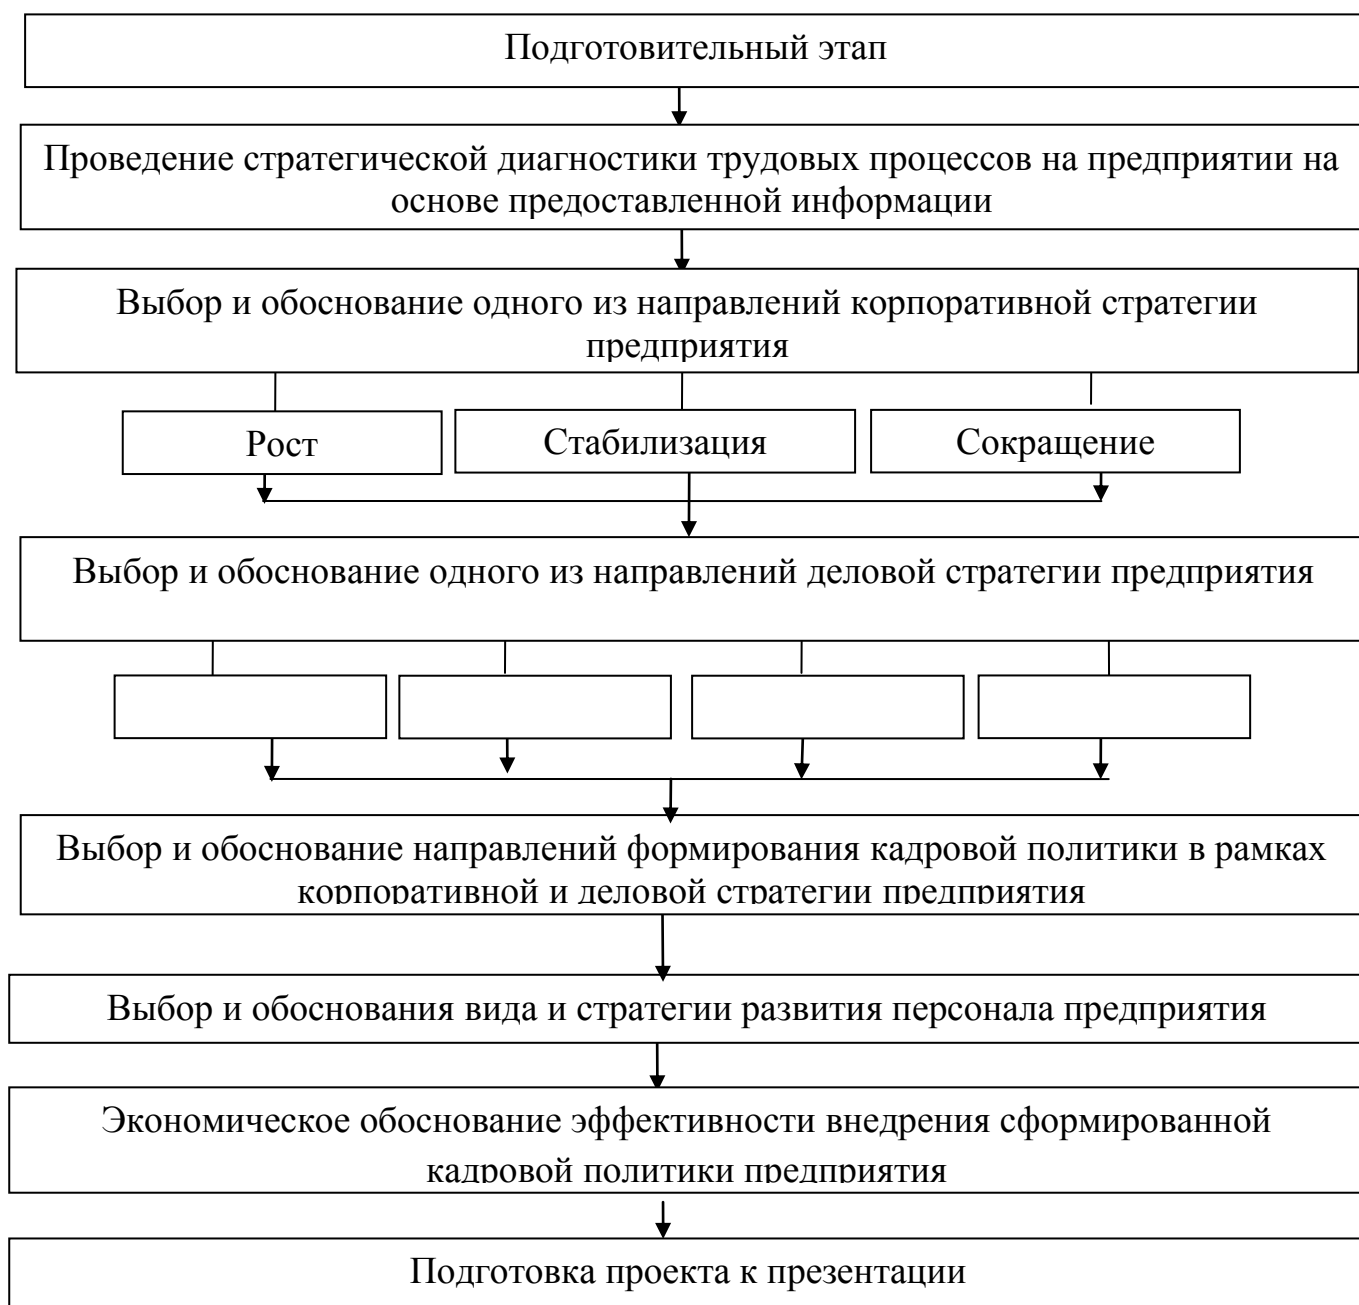 Подготовительный этап
Проведение стратегической диагностики трудовых процессов на предприятии на
основе предоставленной информации
Выбор и обоснование одного из направлений корпоративной стратегии
предприятия
Рост
Стабилизация
Сокращение
Выбор и обоснование одного из направлений деловой стратегии предприятия
Выбор и обоснование направлений формирования кадровой политики в рамках
корпоративной и деловой стратегии предприятия
Выбор и обоснования вида и стратегии развития персонала предприятия
Экономическое обоснование эффективности внедрения сформированной
кадровой политики предприятия
Подготовка проекта к презентации